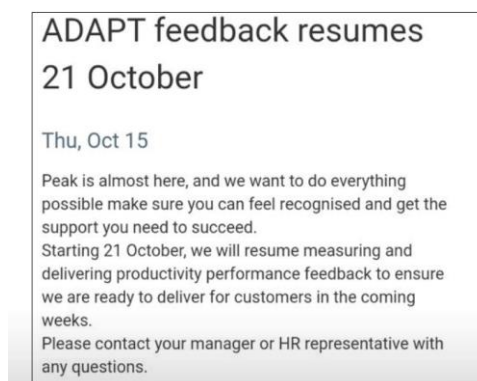 ADAPT feedback resumes
21 October
Thu, Oct 15
Peak is almost here, and we want to do everything
possible make sure you can feel recognised and get the
support you need to succeed.
Starting 21 October, we will resume measuring and
delivering productivity performance feedback to ensure
we are ready to deliver for customers in the coming
weeks.
Please contact your manager or HR representative with
any questions.